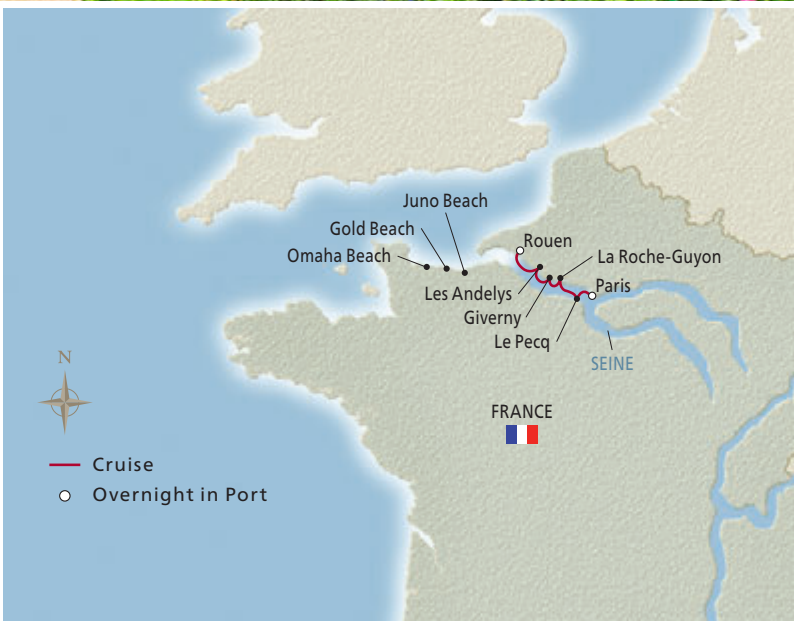 Juno Beach
Gold Beach
Omaha Beach
Rouen
La Roche-Guyon
Les Andelys
Paris
Giverny
Le Pecq
SEINE
N
FRANCE
Cruise
Overnight in Port